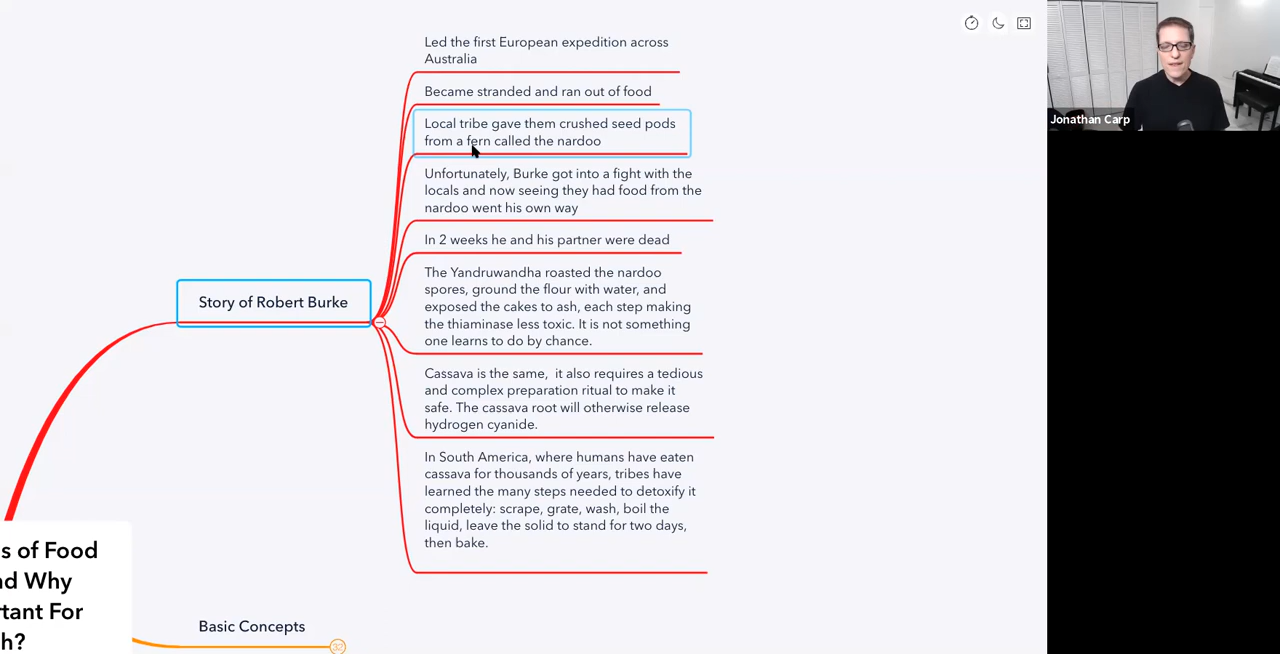 Led the first European expedition across
Australia
Became stranded and ran out of food
Local tribe gave them crushed seed pods
from a fern called the nardoo
Unfortunately, Burke got into a fight with the
locals and now seeing they had food from the
nardoo went his own way
In 2 weeks he and his partner were dead
The Yandruwandha roasted the nardoo
spores, ground the flour with water, and
exposed the cakes to ash, each step making
the thiaminase less toxic. It is not something
one learns to do by chance.
Cassava is the same,  it also requires a tedious
and complex preparation ritual to make it
safe. The cassava root will otherwise release
hydrogen cyanide.
In South America, where humans have eaten
cassava for thousands of years, tribes have
learned the many steps needed to detoxify it
completely: scrape, grate, wash, boil the
liquid, leave the solid to stand for two days,
then bake.
Story of Robert Burke
s of Food
nd Why
rtant For
h?
Basic Concepts
32
Jonathan Carp